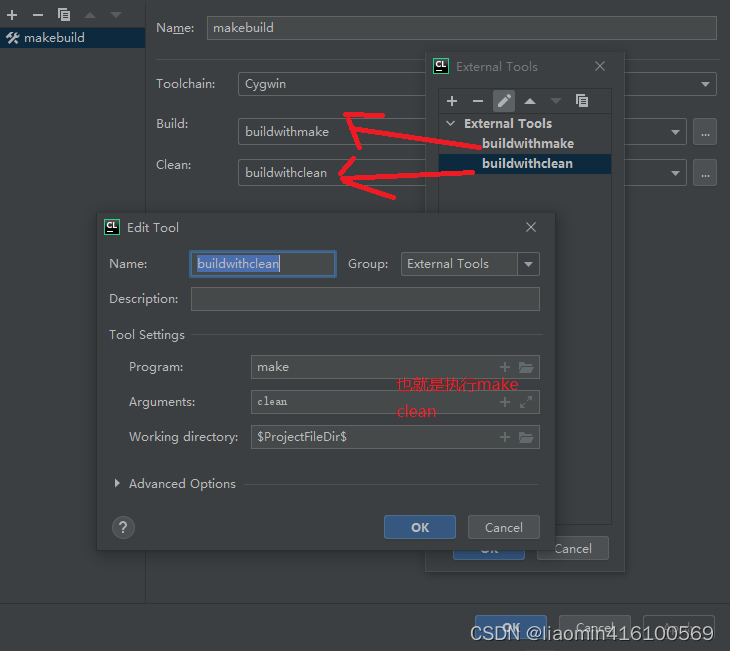 makebuild
Name: makebuild
Toolchain: Cygwin
Build: buildwithmake ...
Clean: buildwithclean ...
CL External Tools
External Tools
buildwithmake
buildwithclean
CL Edit Tool
Name: buildwithclean Group: External Tools
Description:
Tool Settings
Program: make
Arguments: clean
Working directory: $ProjectFileDir$
也就是执行make
clean
Advanced Options
? OK Cancel
OK Cancel
OK Cancel
CSDN @liaomin416100569